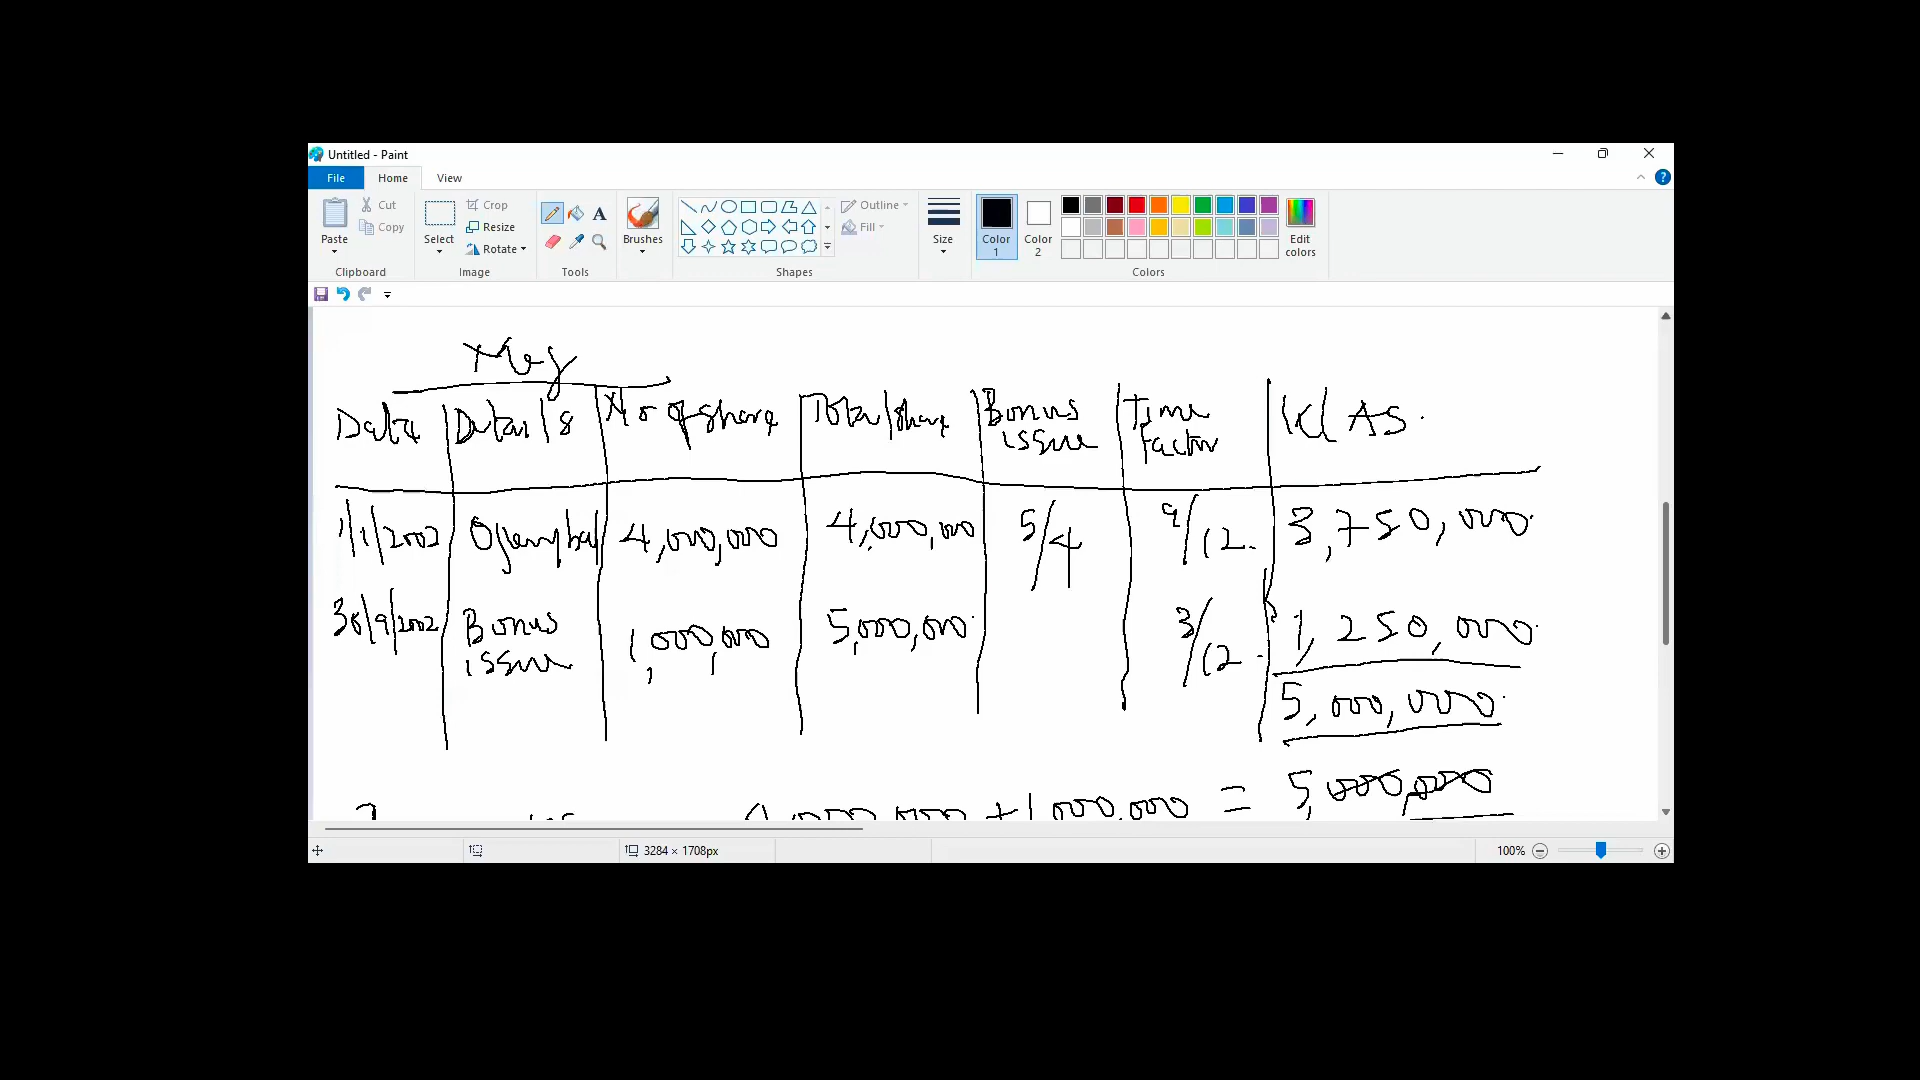 Untitled - Paint
File Home View
Paste Cut Copy
Select Crop Resize Rotate
A
Brushes
Outline
Fill
Size
Color 1
Color 2
Edit colors
Clipboard Image Tools Shapes Colors
Date Details No of share Total share Bonus issue Time factor WAS.
1/1/2002 Opening bal 4,000,000 4,000,000 5/4 9/12. 3,750,000.
30/9/2002 Bonus issue 1,000,000 5,000,000. 3/12. 1,250,000.
5,000,000.
+ 1,000,000 = 5,000,000
3284 × 1708px 100%